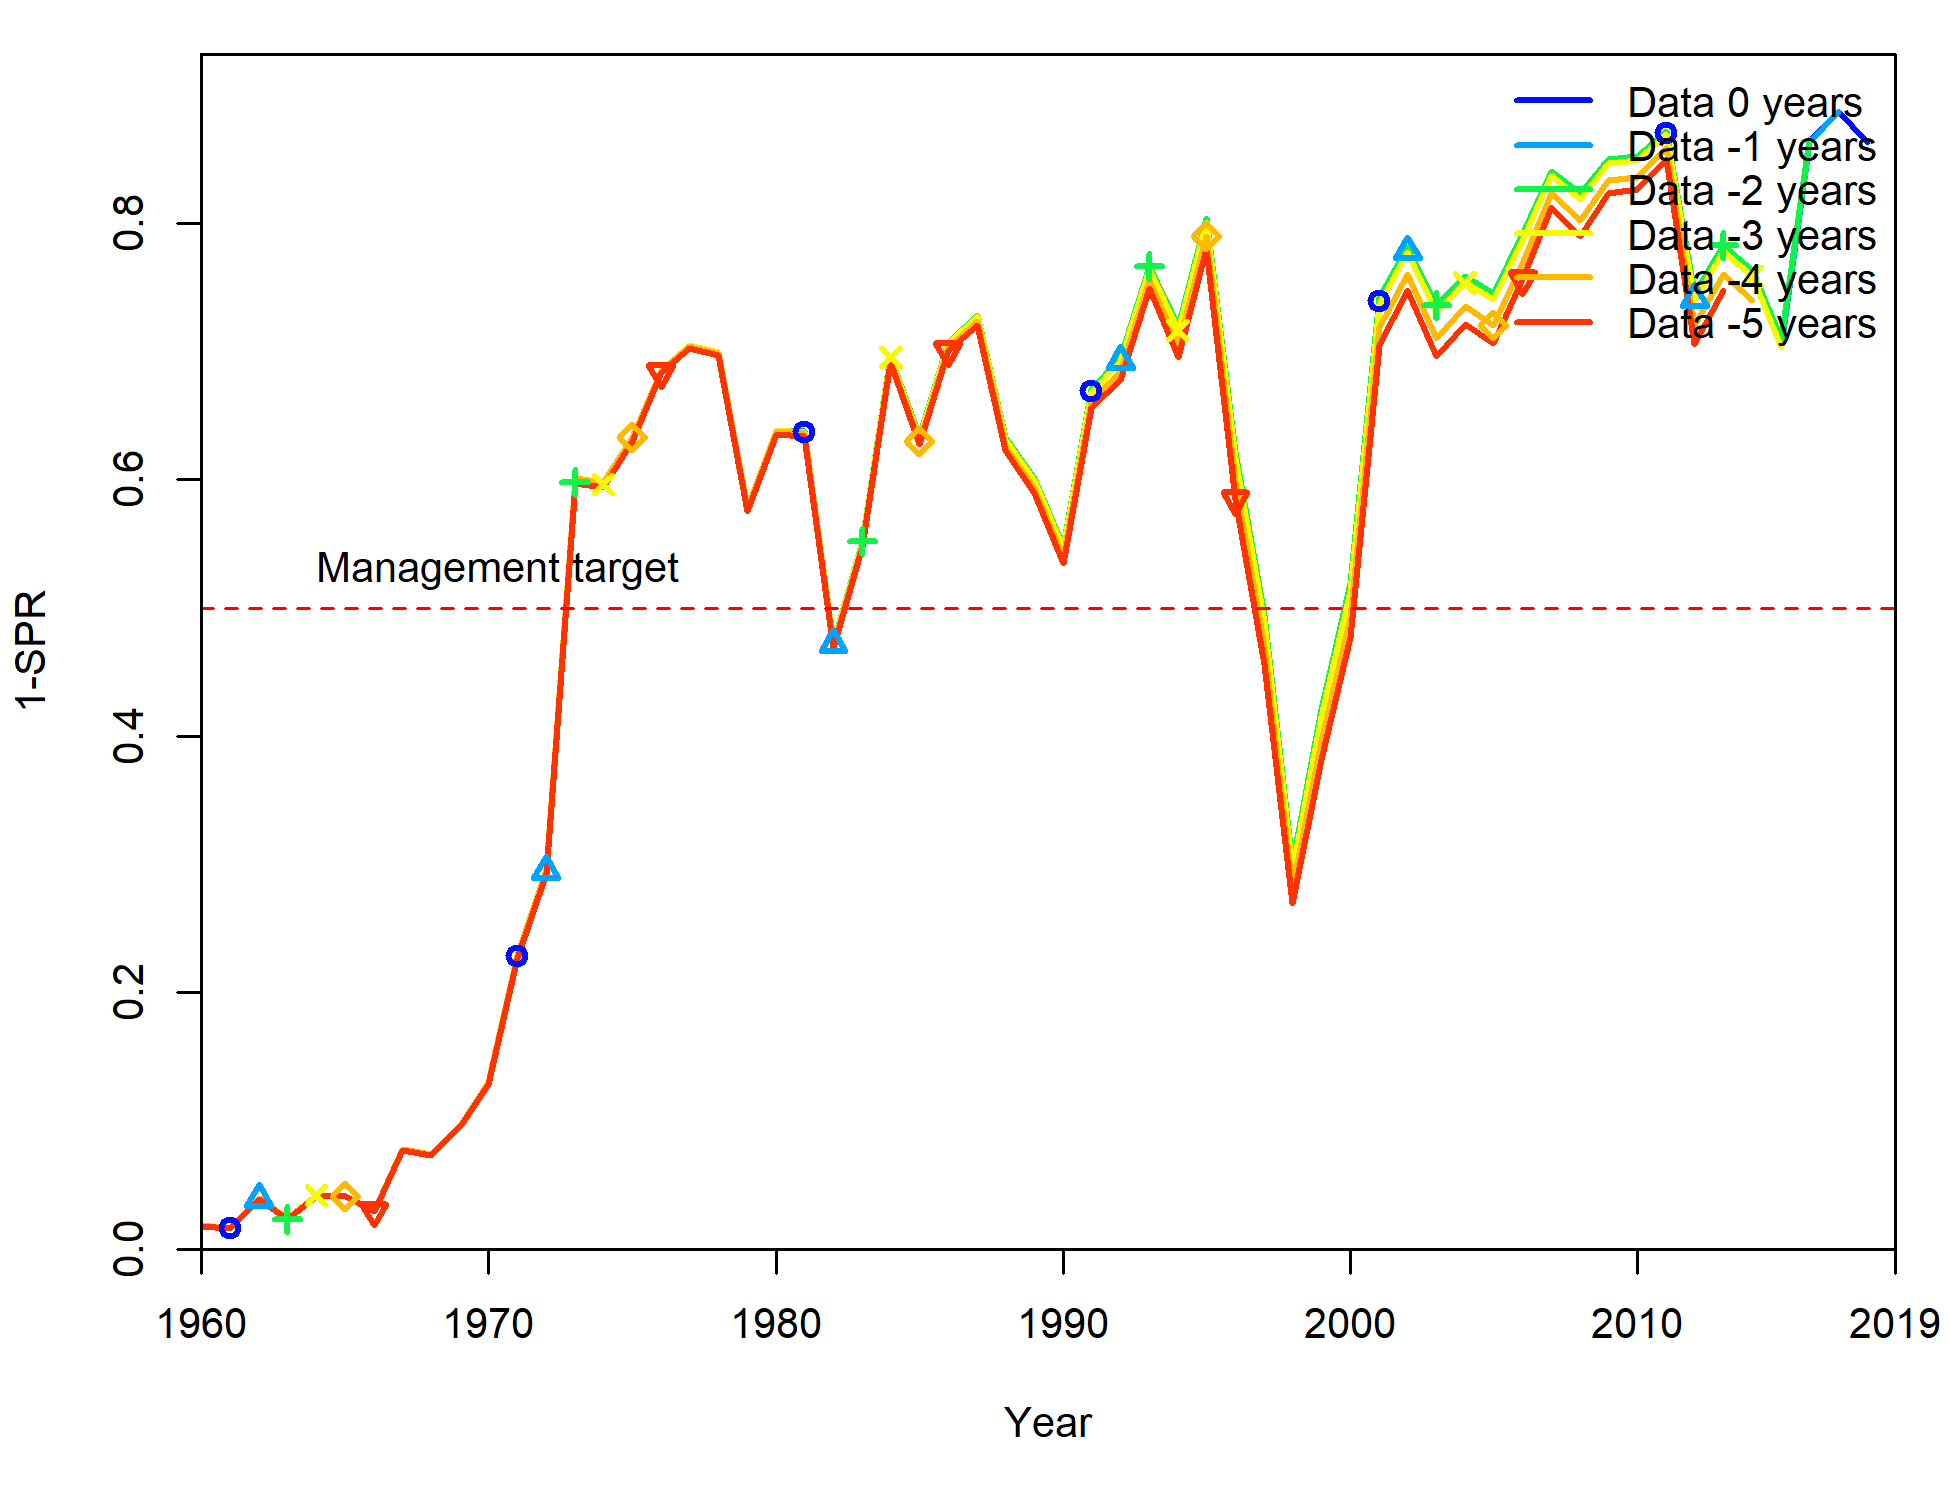 Data 0 years
Data -1 years
Data -2 years
Data -3 years
Data -4 years
Data -5 years
Management target
1-SPR
0.8
0.6
0.4
0.2
0.0
1960 1970 1980 1990 2000 2010 2019
Year